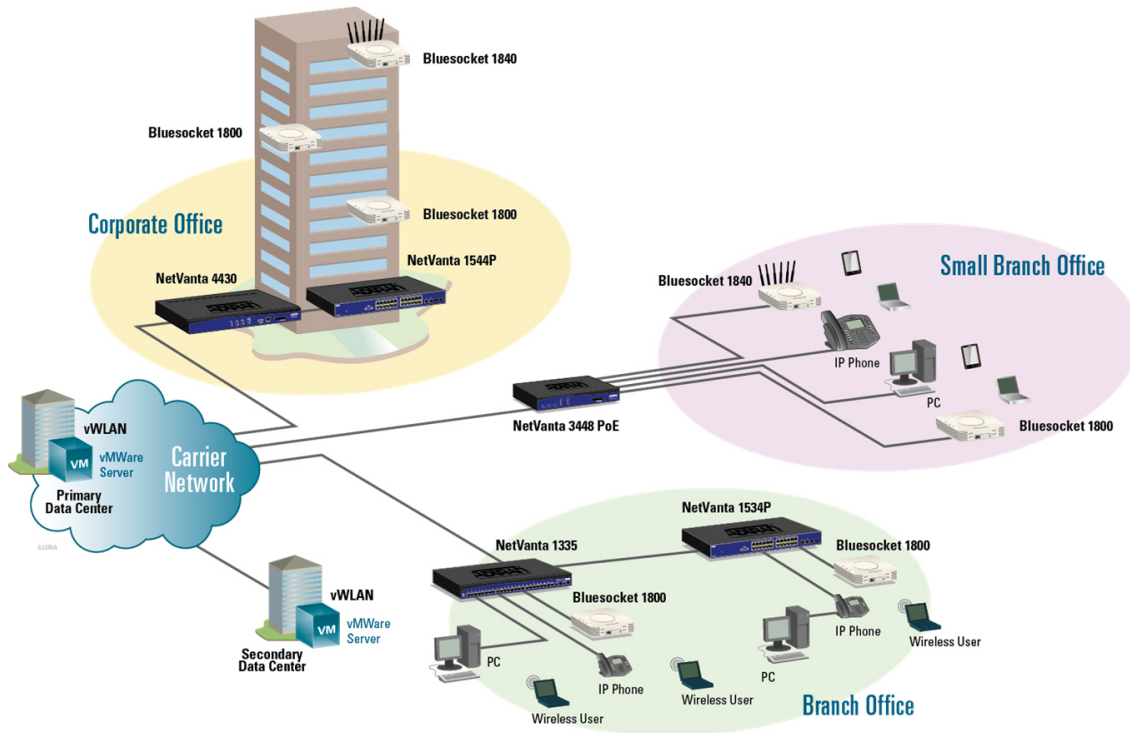 Bluesocket 1840
Bluesocket 1800
Bluesocket 1800
Corporate Office
NetVanta 4430
NetVanta 1544P
Small Branch Office
Bluesocket 1840
IP Phone
PC
Bluesocket 1800
NetVanta 3448 PoE
vWLAN
VM
vMWare
Server
Carrier
Network
Primary
Data Center
NetVanta 1534P
NetVanta 1335
Bluesocket 1800
Bluesocket 1800
vWLAN
VM
vMWare
Server
Secondary
Data Center
PC
IP Phone
Wireless User
IP Phone
PC
Wireless User
Wireless User
Branch Office